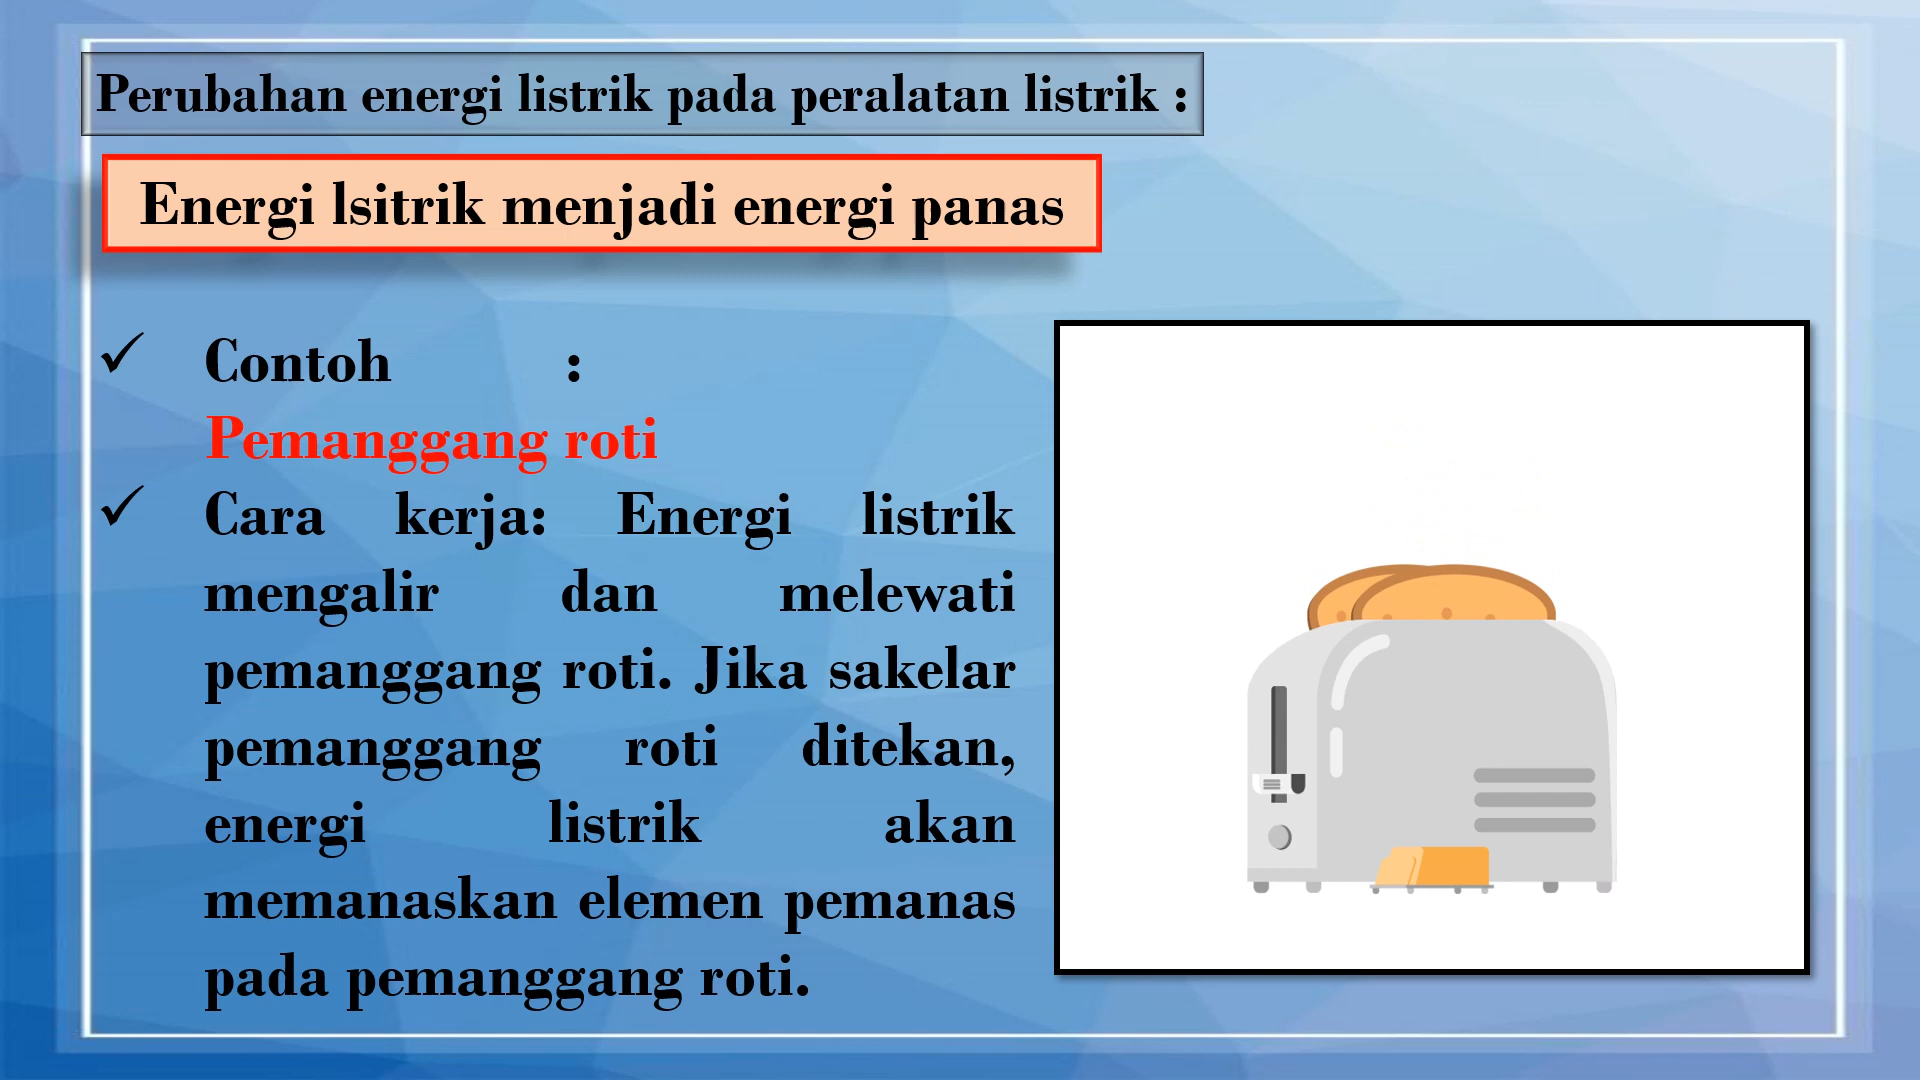 Perubahan energi listrik pada peralatan listrik :
Energi lsitrik menjadi energi panas
✓ Contoh :
Pemanggang roti
✓ Cara kerja: Energi listrik
mengalir dan melewati
pemanggang roti. Jika sakelar
pemanggang roti ditekan,
energi listrik akan
memanaskan elemen pemanas
pada pemanggang roti.